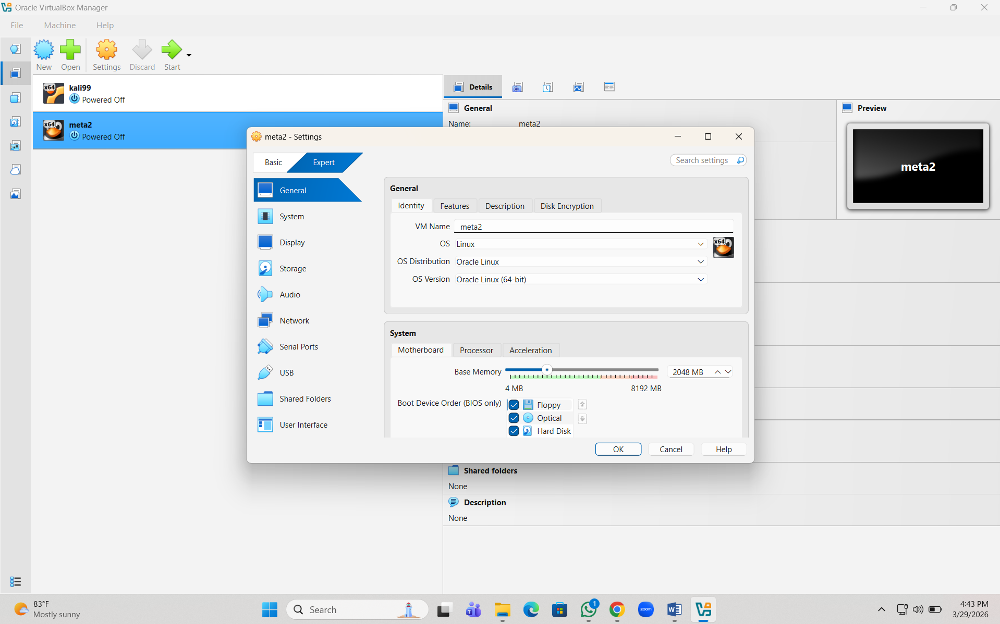 Oracle VirtualBox Manager
File Machine Help
New Open Settings Discard Start
x64 kali99
Powered Off
x64 meta2
Powered Off
Details
General
Name: meta2
Preview
meta2
meta2 - Settings
Basic Expert
Search settings
General
System
Display
Storage
Audio
Network
Serial Ports
USB
Shared Folders
User Interface
General
Identity Features Description Disk Encryption
VM Name meta2
OS Linux
x64
OS Distribution Oracle Linux
OS Version Oracle Linux (64-bit)
System
Motherboard Processor Acceleration
Base Memory 2048 MB
4 MB 8192 MB
Boot Device Order (BIOS only) Floppy
Optical
Hard Disk
OK Cancel Help
Shared folders
None
Description
None
83°F
Mostly sunny
Search
1
zoom
4:43 PM
3/29/2026